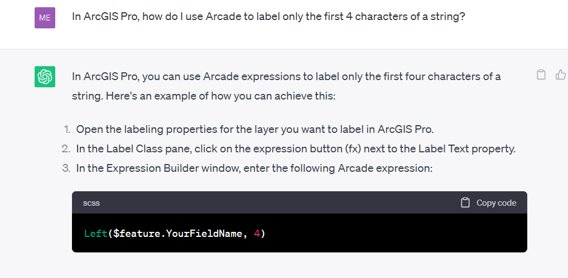 ME In ArcGIS Pro, how do I use Arcade to label only the first 4 characters of a string?
In ArcGIS Pro, you can use Arcade expressions to label only the first four characters of a
string. Here's an example of how you can achieve this:
1. Open the labeling properties for the layer you want to label in ArcGIS Pro.
2. In the Label Class pane, click on the expression button (fx) next to the Label Text property.
3. In the Expression Builder window, enter the following Arcade expression:
scss Copy code
Left($feature.YourFieldName, 4)